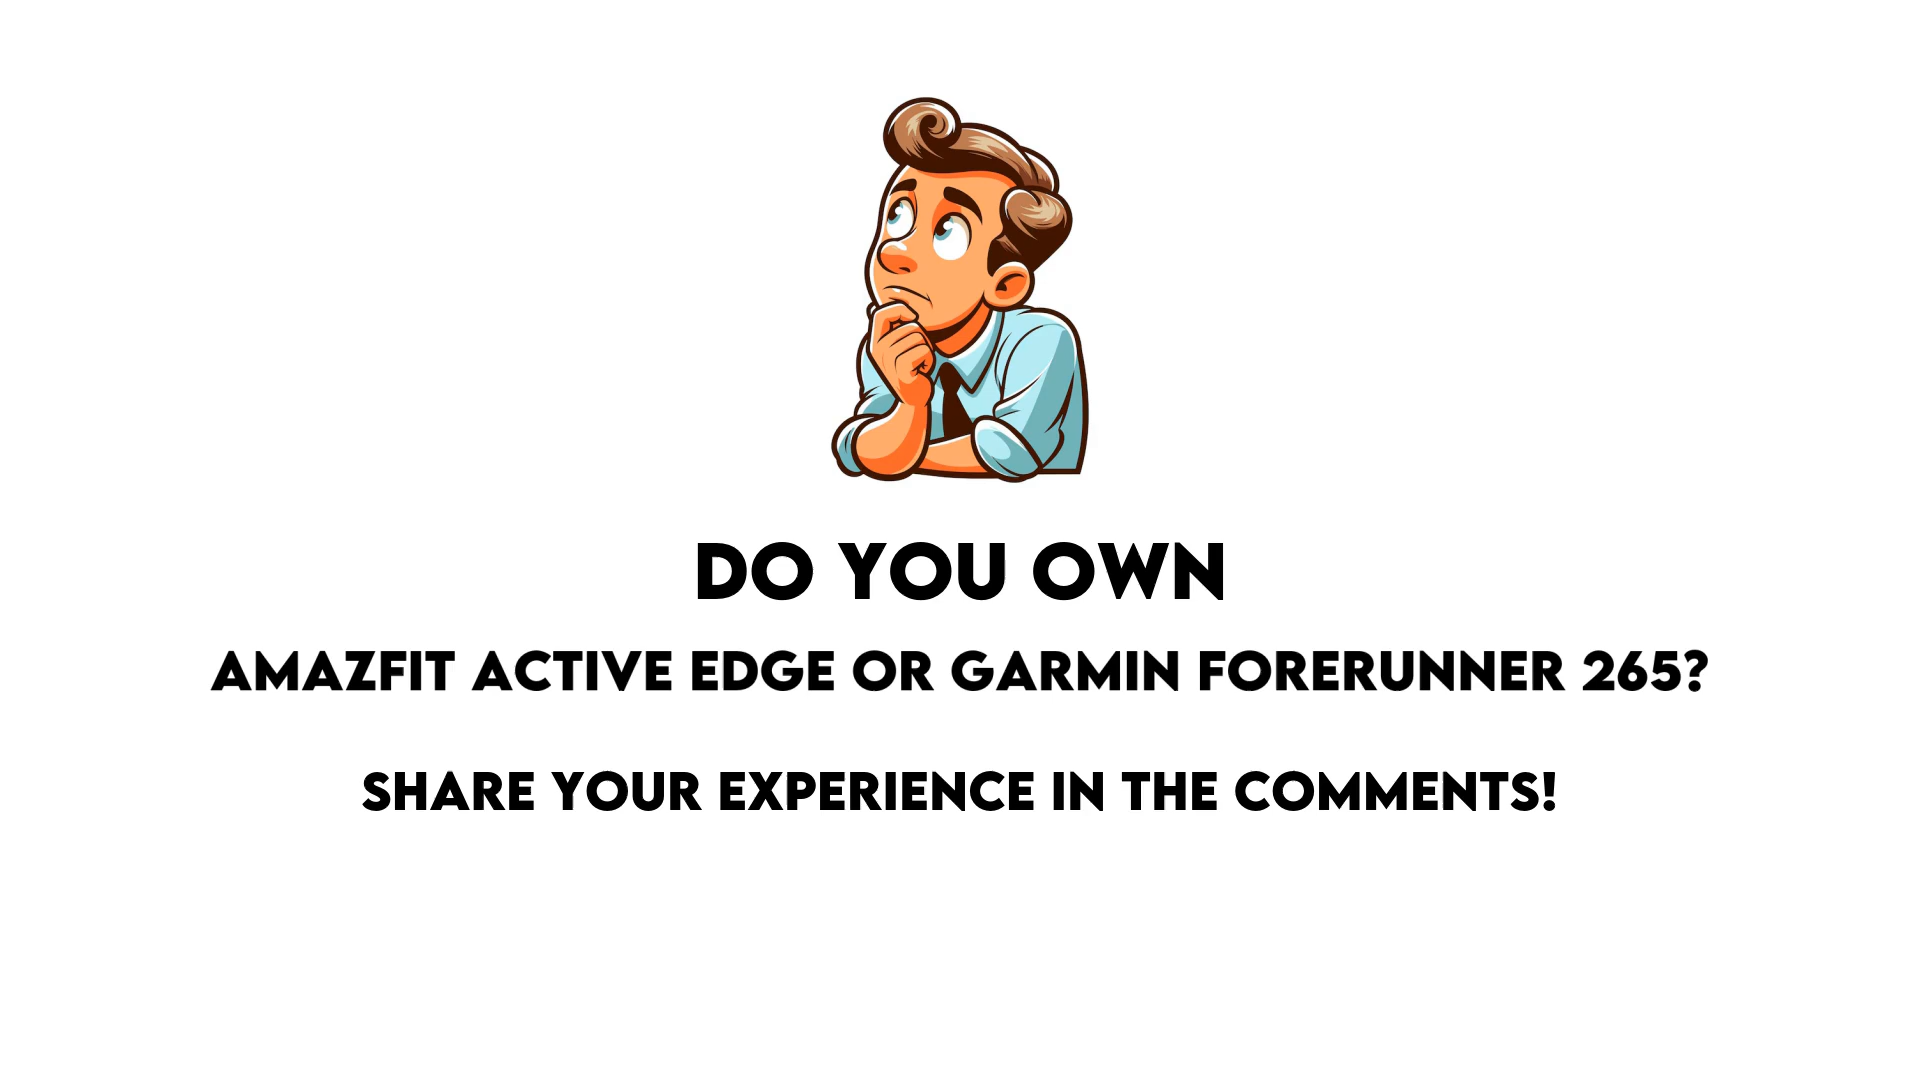 DO YOU OWN
AMAZFIT ACTIVE EDGE OR GARMIN FORERUNNER 265?
SHARE YOUR EXPERIENCE IN THE COMMENTS!